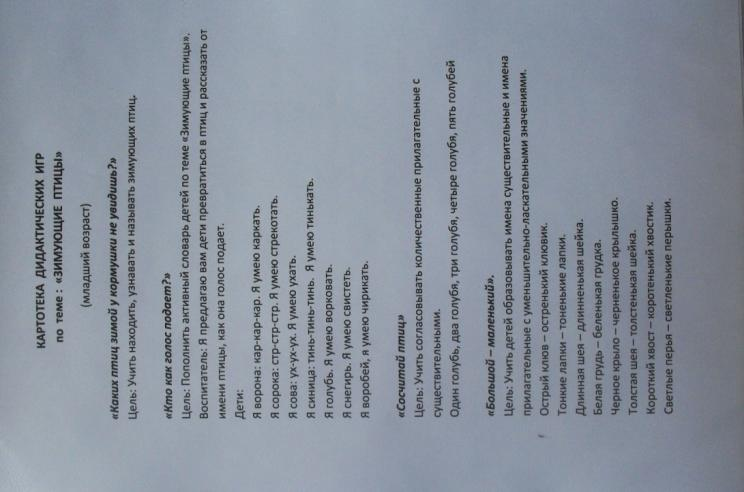 КАРТОТЕКА ДИДАКТИЧЕСКИХ ИГР
по теме: «ЗИМУЮЩИЕ ПТИЦЫ»
(младший возраст)
«Каких птиц зимой у кормушки не увидишь?»
Цель: Учить находить, узнавать и называть зимующих птиц.
«Кто как голос подает?»
Цель: Пополнить активный словарь детей по теме «Зимующие птицы».
Воспитатель: Я предлагаю вам дети превратиться в птиц и рассказать от
имени птицы, как она голос подает.
Дети:
Я ворона: кар-кар-кар. Я умею каркать.
Я сорока: стр-стр-стр. Я умею стрекотать.
Я сова: ух-ух-ух. Я умею ухать.
Я синица: тинь-тинь-тинь. Я умею тинькать.
Я голубь. Я умею ворковать.
Я снегирь. Я умею свистеть.
Я воробей, я умею чирикать.
«Сосчитай птиц»
Цель: Учить согласовывать количественные прилагательные с
существительными.
Один голубь, два голубя, три голубя, четыре голубя, пять голубей
«Большой – маленький».
Цель: Учить детей образовывать имена существительные и имена
прилагательные с уменьшительно-ласкательными значениями.
Острый клюв – остренький клювик.
Тонкие лапки – тоненькие лапки.
Длинная шея – длинненькая шейка.
Белая грудь – беленькая грудка.
Черное крыло – черненькое крылышко.
Толстая шея – толстенькая шейка.
Короткий хвост – коротенький хвостик.
Светлые перья – светленькие перышки.